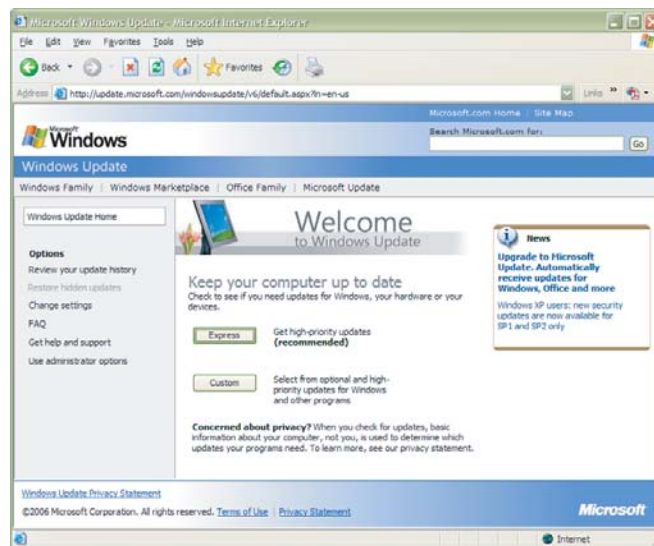 Microsoft Windows Update - Microsoft Internet Explorer
File Edit View Favorites Tools Help
Back Favorites
Address http://update.microsoft.com/windowsupdate/v6/default.aspx?ln=en-us Links »
Microsoft.com Home | Site Map
Microsoft Windows
Search Microsoft.com for:
Go
Windows Update
Windows Family | Windows Marketplace | Office Family | Microsoft Update
Windows Update Home
Options
Review your update history
Restore hidden updates
Change settings
FAQ
Get help and support
Use administrator options
Welcome
to Windows Update
Keep your computer up to date
Check to see if you need updates for Windows, your hardware or your
devices.
Express
Get high-priority updates
(recommended)
Custom
Select from optional and high-
priority updates for Windows
and other programs
Concerned about privacy? When you check for updates, basic
information about your computer, not you, is used to determine which
updates your programs need. To learn more, see our privacy statement.
News
Upgrade to Microsoft
Update. Automatically
receive updates for
Windows, Office and more
Windows XP users: new security
updates are now available for
SP1 and SP2 only
Windows Update Privacy Statement
©2006 Microsoft Corporation. All rights reserved. Terms of Use | Privacy Statement
Microsoft
Internet